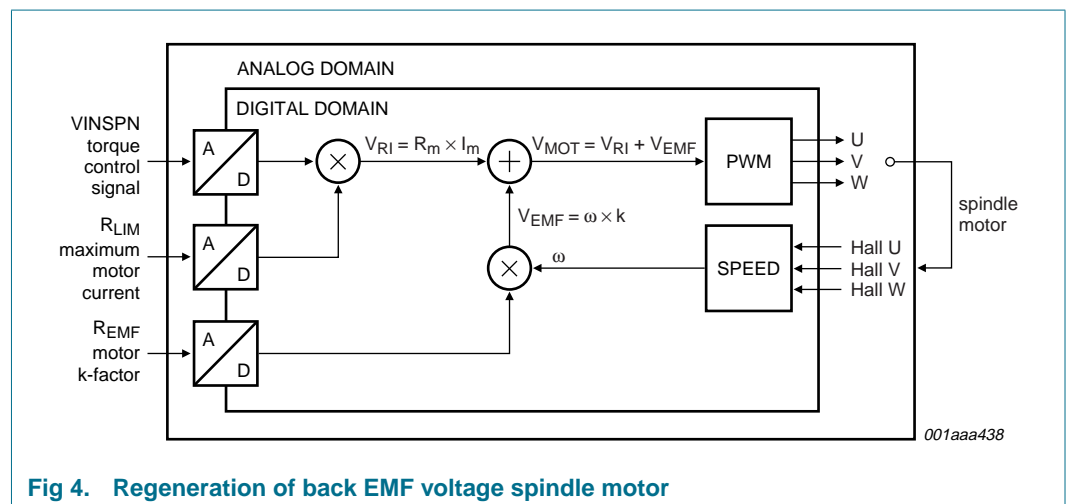 ANALOG DOMAIN
DIGITAL DOMAIN
VINSPN
torque
control
signal
A
D
V_RI = R_m × I_m
V_MOT = V_RI + V_EMF
PWM
U
V
W
spindle
motor
R_LIM
maximum
motor
current
A
D
V_EMF = ω × k
ω
SPEED
Hall U
Hall V
Hall W
R_EMF
motor
k-factor
A
D
001aaa438
Fig 4. Regeneration of back EMF voltage spindle motor